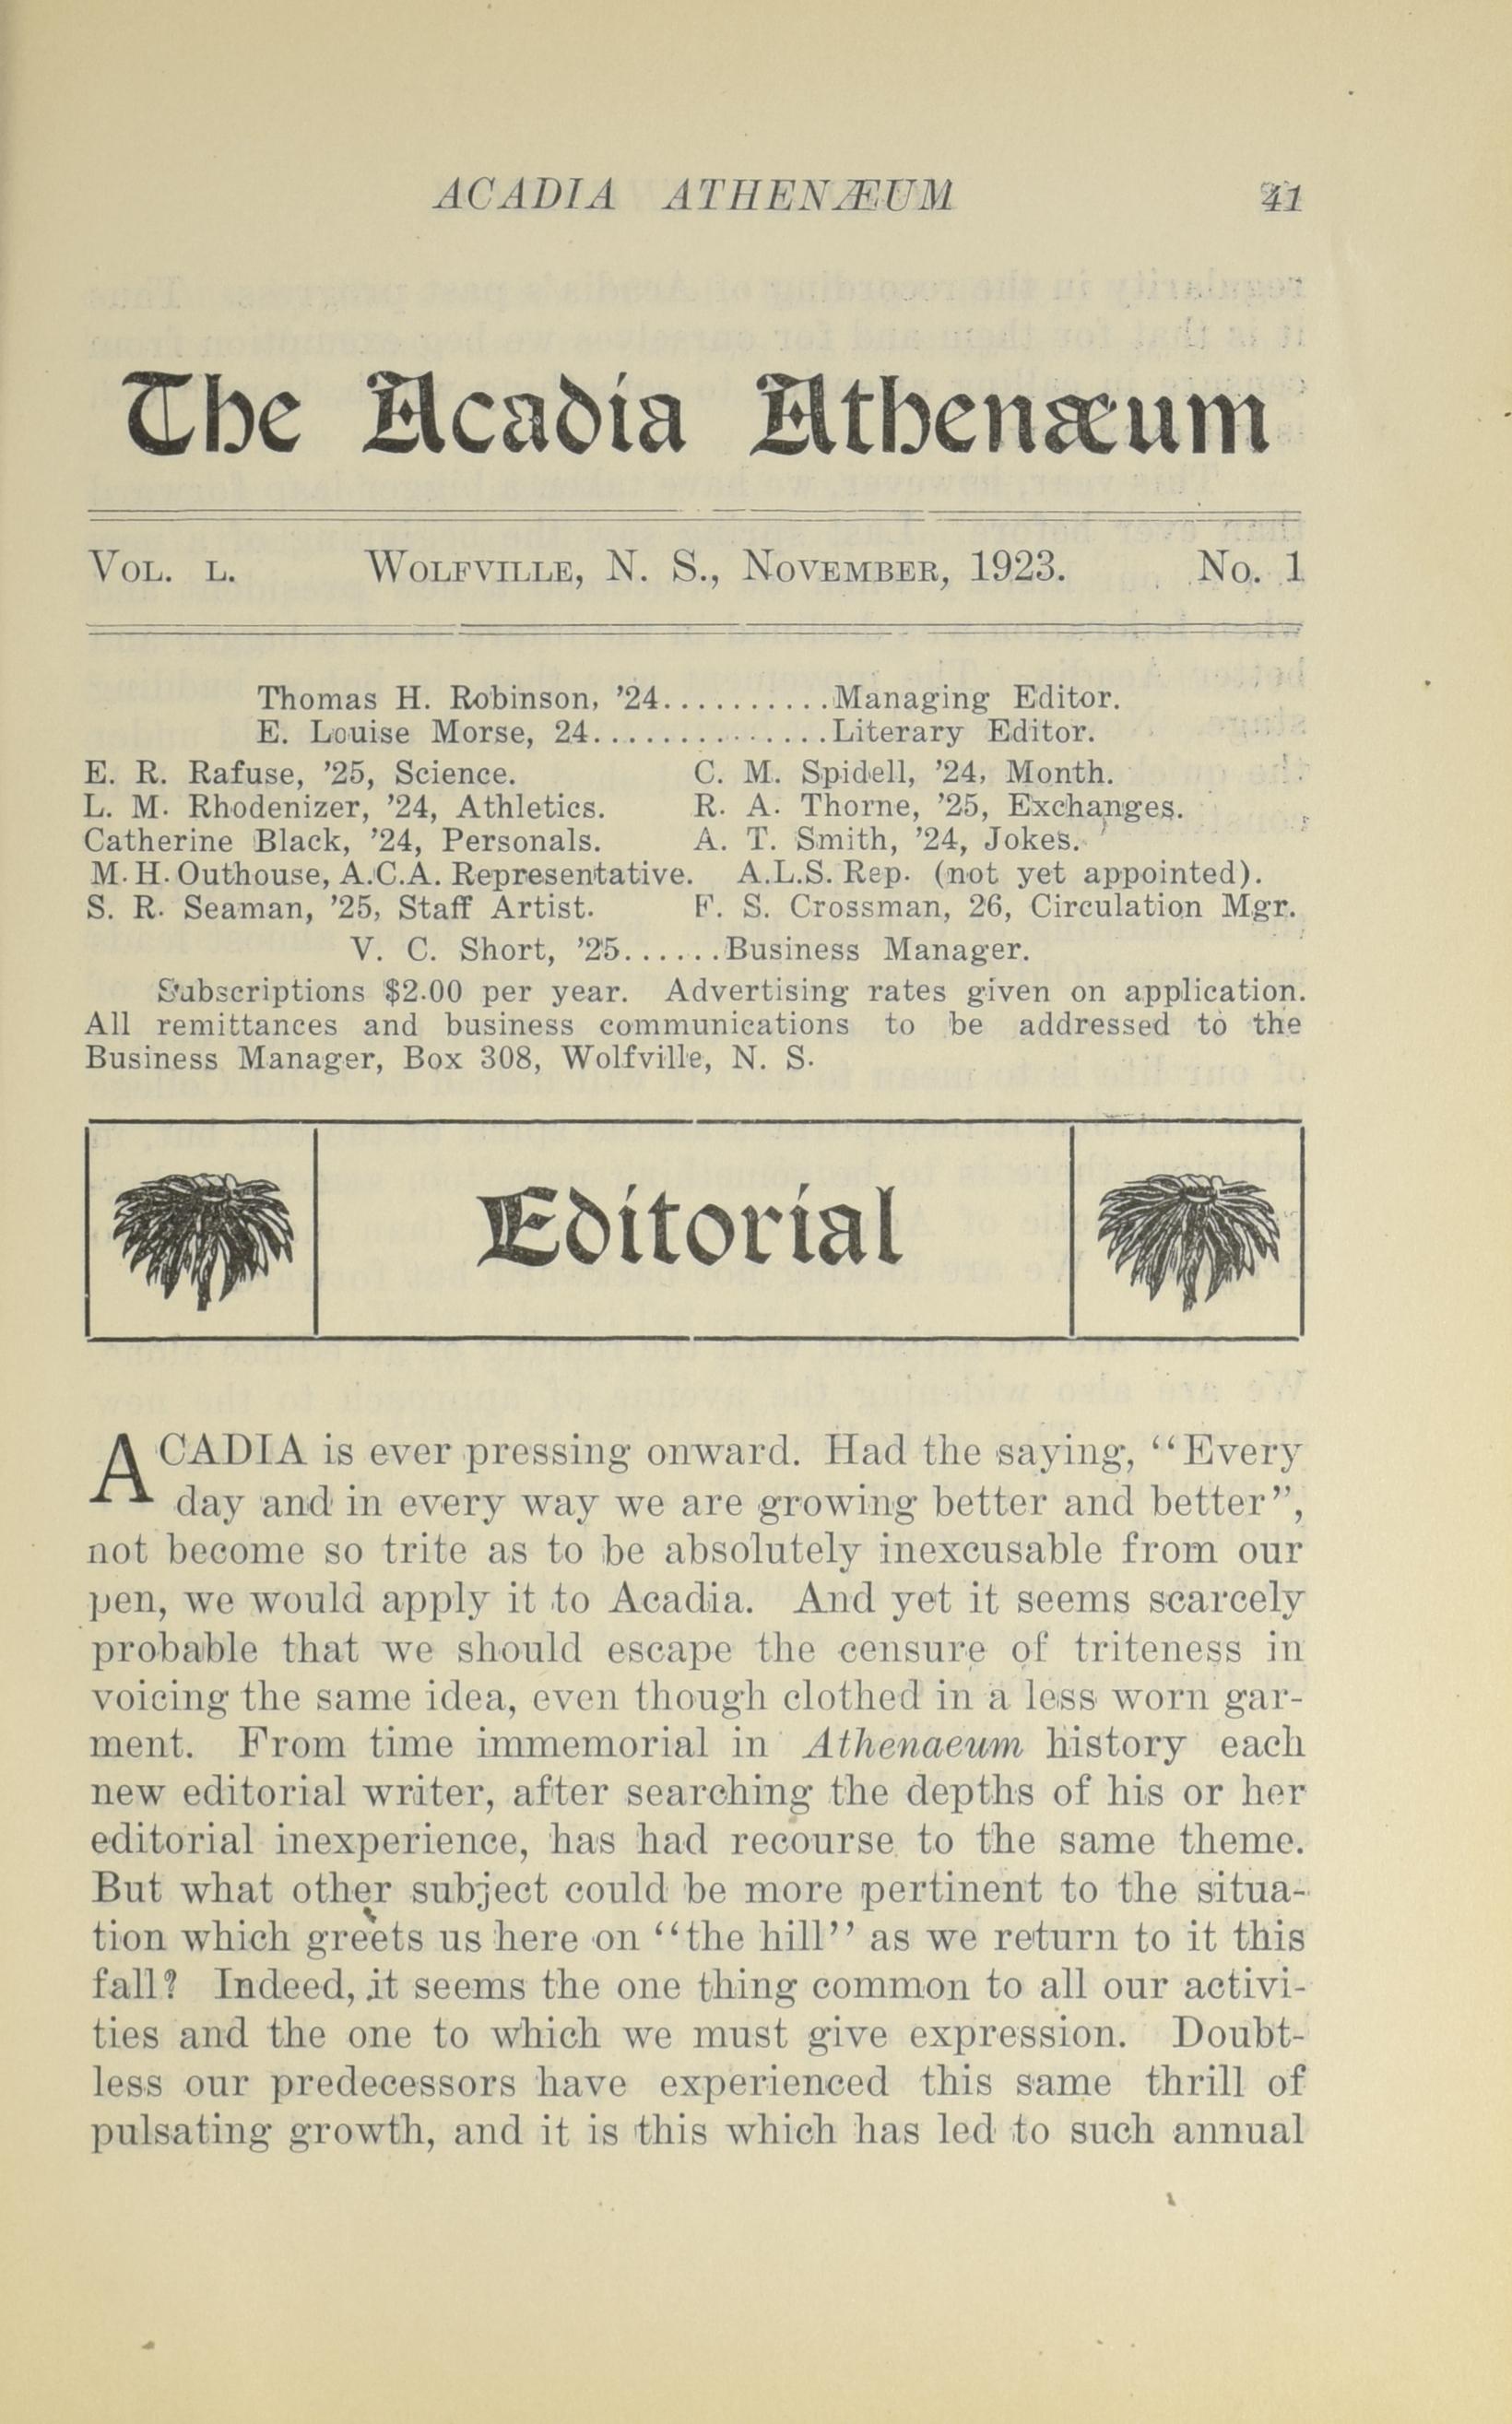 ACADIA ATHENÆUM 41
The Acadia Athenæum
VOL. L. WOLFVILLE, N. S., NOVEMBER, 1923. No. 1
Thomas H. Robinson, '24...........Managing Editor.
E. Louise Morse, 24...............Literary Editor.
E. R. Rafuse, '25, Science. C. M. Spidell, '24, Month.
L. M. Rhodenizer, '24, Athletics. R. A. Thorne, '25, Exchanges.
Catherine Black, '24, Personals. A. T. Smith, '24, Jokes.
M. H. Outhouse, A.C.A. Representative. A.L.S. Rep. (not yet appointed).
S. R. Seaman, '25, Staff Artist. F. S. Crossman, 26, Circulation Mgr.
V. C. Short, '25......Business Manager.
Subscriptions $2.00 per year. Advertising rates given on application.
All remittances and business communications to be addressed to the
Business Manager, Box 308, Wolfville, N. S.
Editorial
ACADIA is ever pressing onward. Had the saying, "Every
day and in every way we are growing better and better",
not become so trite as to be absolutely inexcusable from our
pen, we would apply it to Acadia. And yet it seems scarcely
probable that we should escape the censure of triteness in
voicing the same idea, even though clothed in a less worn gar-
ment. From time immemorial in Athenaeum history each
new editorial writer, after searching the depths of his or her
editorial inexperience, has had recourse to the same theme.
But what other subject could be more pertinent to the situa-
tion which greets us here on "the hill" as we return to it this
fall? Indeed, it seems the one thing common to all our activi-
ties and the one to which we must give expression. Doubt-
less our predecessors have experienced this same thrill of
pulsating growth, and it is this which has led to such annual